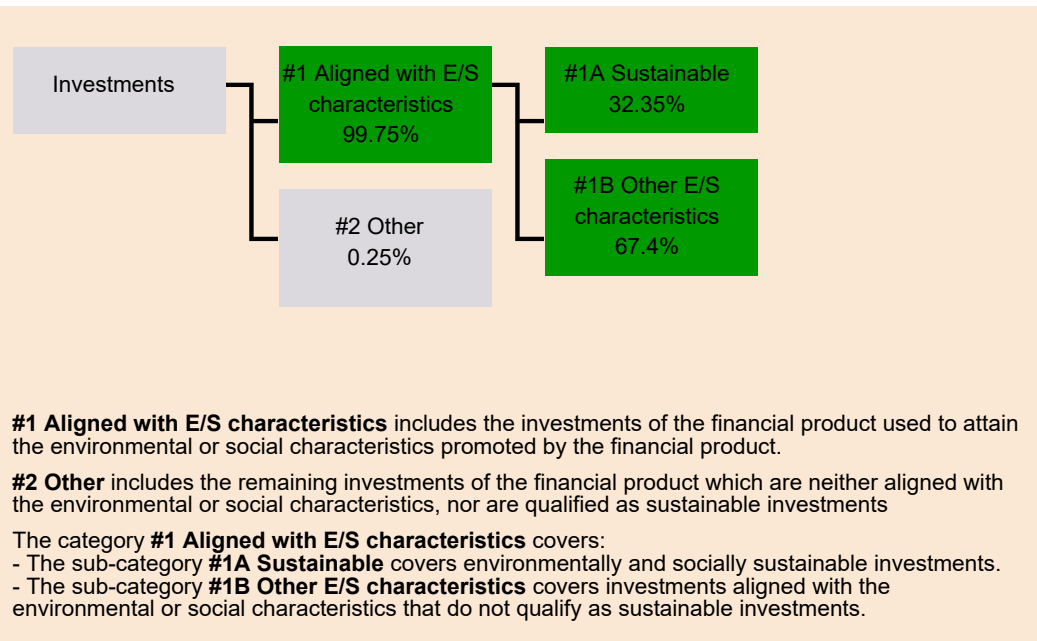 Investments
#1 Aligned with E/S
characteristics
99.75%
#1A Sustainable
32.35%
#1B Other E/S
characteristics
67.4%
#2 Other
0.25%
#1 Aligned with E/S characteristics includes the investments of the financial product used to attain
the environmental or social characteristics promoted by the financial product.
#2 Other includes the remaining investments of the financial product which are neither aligned with
the environmental or social characteristics, nor are qualified as sustainable investments
The category #1 Aligned with E/S characteristics covers:
- The sub-category #1A Sustainable covers environmentally and socially sustainable investments.
- The sub-category #1B Other E/S characteristics covers investments aligned with the
environmental or social characteristics that do not qualify as sustainable investments.